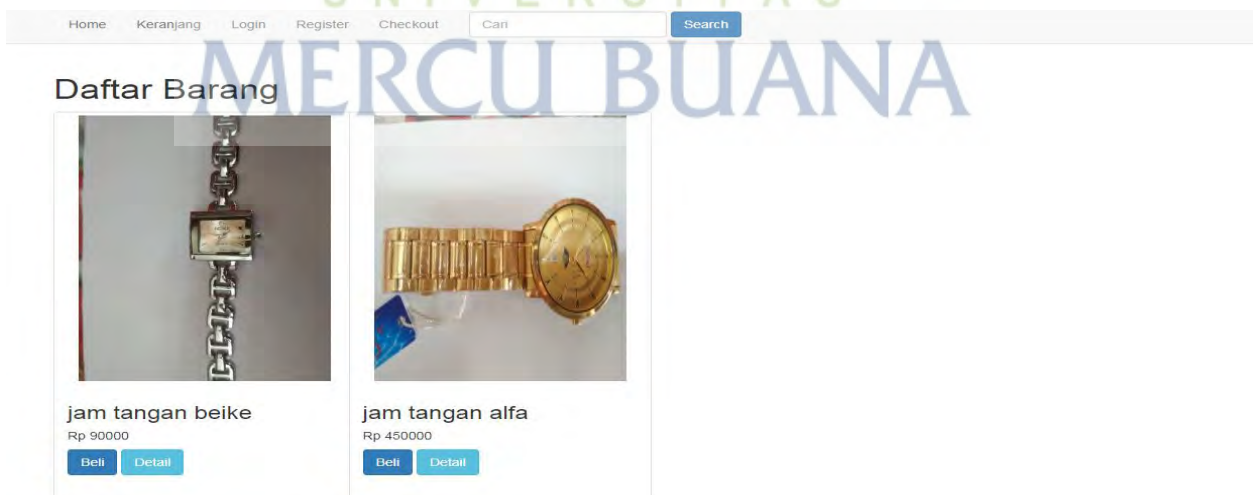 UNIVERSITAS
Home Keranjang Login Register Checkout Cari Search
MERCU BUANA
Daftar Barang
jam tangan beike jam tangan alfa
Rp 90000 Rp 450000
Beli Detail Beli Detail